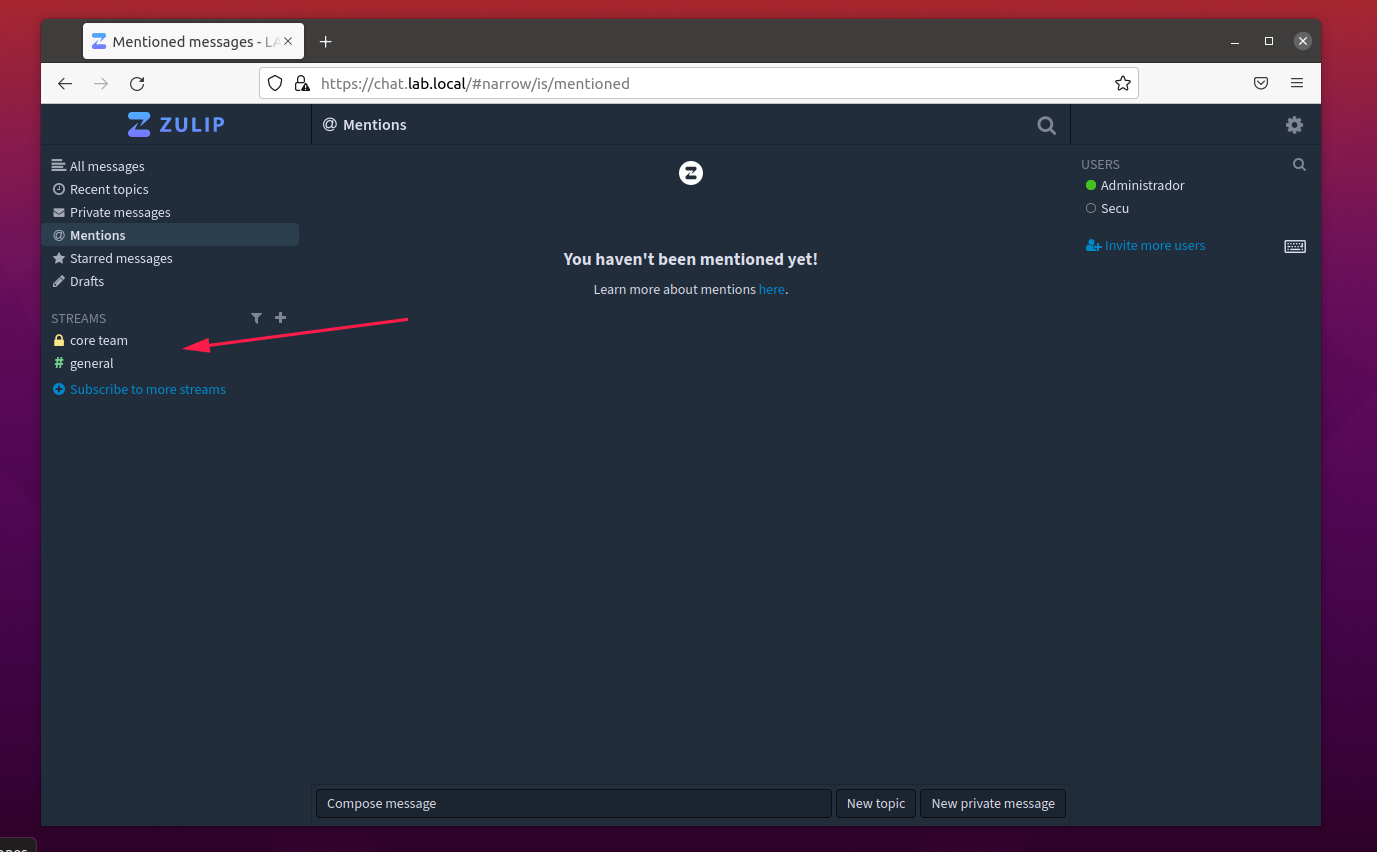 Mentioned messages - LA
https://chat.lab.local/#narrow/is/mentioned
ZULIP
@ Mentions
All messages
Recent topics
Private messages
@ Mentions
Starred messages
Drafts
STREAMS
core team
# general
Subscribe to more streams
You haven't been mentioned yet!
Learn more about mentions here.
USERS
Administrador
Secu
Invite more users
Compose message
New topic
New private message